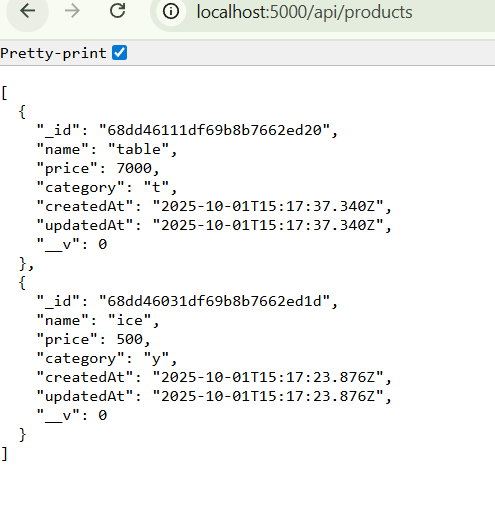 localhost:5000/api/products
Pretty-print
[
  {
    "_id": "68dd46111df69b8b7662ed20",
    "name": "table",
    "price": 7000,
    "category": "t",
    "createdAt": "2025-10-01T15:17:37.340Z",
    "updatedAt": "2025-10-01T15:17:37.340Z",
    "__v": 0
  },
  {
    "_id": "68dd46031df69b8b7662ed1d",
    "name": "ice",
    "price": 500,
    "category": "y",
    "createdAt": "2025-10-01T15:17:23.876Z",
    "updatedAt": "2025-10-01T15:17:23.876Z",
    "__v": 0
  }
]